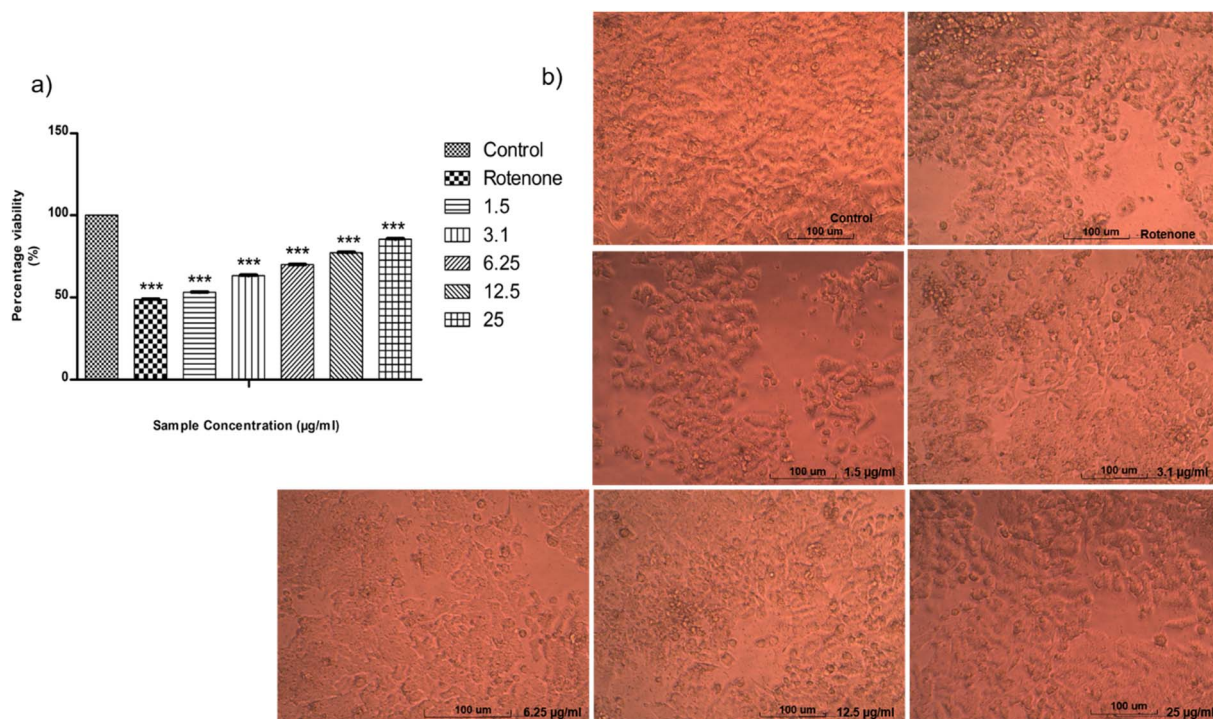 a)
150
100
50
0
Percentage viability
(%)
***
***
***
***
***
***
Sample Concentration (µg/ml)
Control
Rotenone
1.5
3.1
6.25
12.5
25
b)
Control
100 um
100 um
Rotenone
100 um
1.5 µg/ml
100 um
3.1 µg/ml
100 um
6.25 µg/ml
100 um
12.5 µg/ml
100 um
25 µg/ml